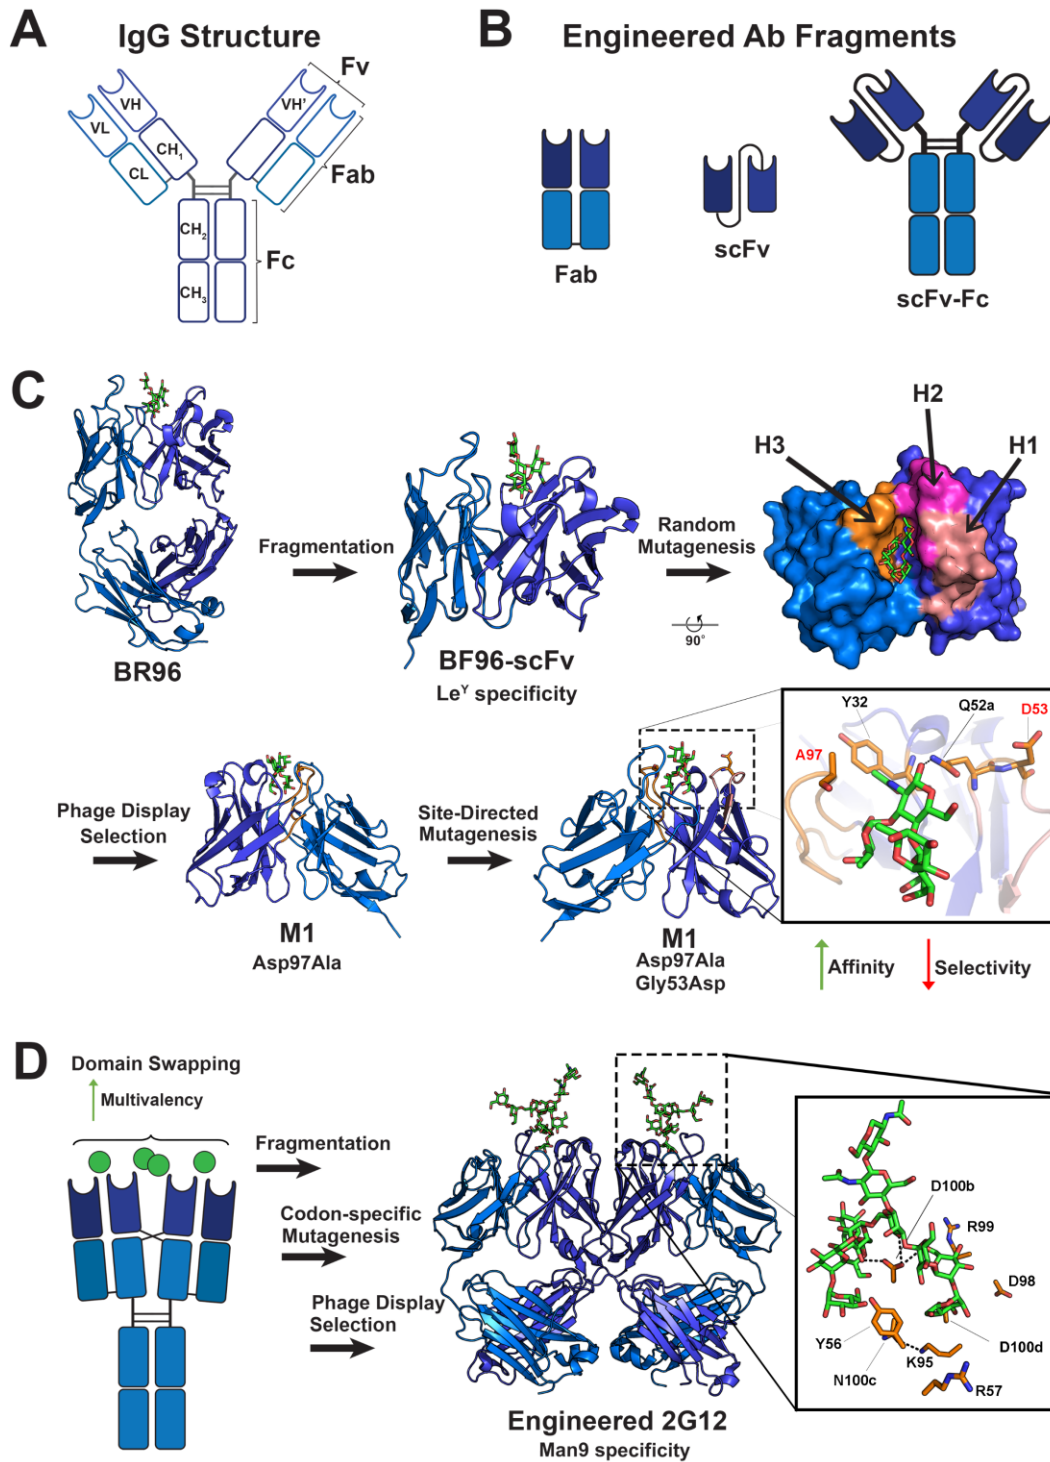 A
IgG Structure
Fv
VH
VH'
VL
CH1
CL
Fab
CH2
Fc
CH3
B
Engineered Ab Fragments
Fab
scFv
scFv-Fc
C
BR96
Fragmentation
BF96-scFv
Le^Y specificity
Random
Mutagenesis
90°
H2
H3
H1
Phage Display
Selection
M1
Asp97Ala
Site-Directed
Mutagenesis
M1
Asp97Ala
Gly53Asp
Y32
Q52a
D53
A97
Affinity
Selectivity
D
Domain Swapping
Multivalency
Fragmentation
Codon-specific
Mutagenesis
Phage Display
Selection
Engineered 2G12
Man9 specificity
D100b
R99
D98
Y56
D100d
K95
N100c
R57